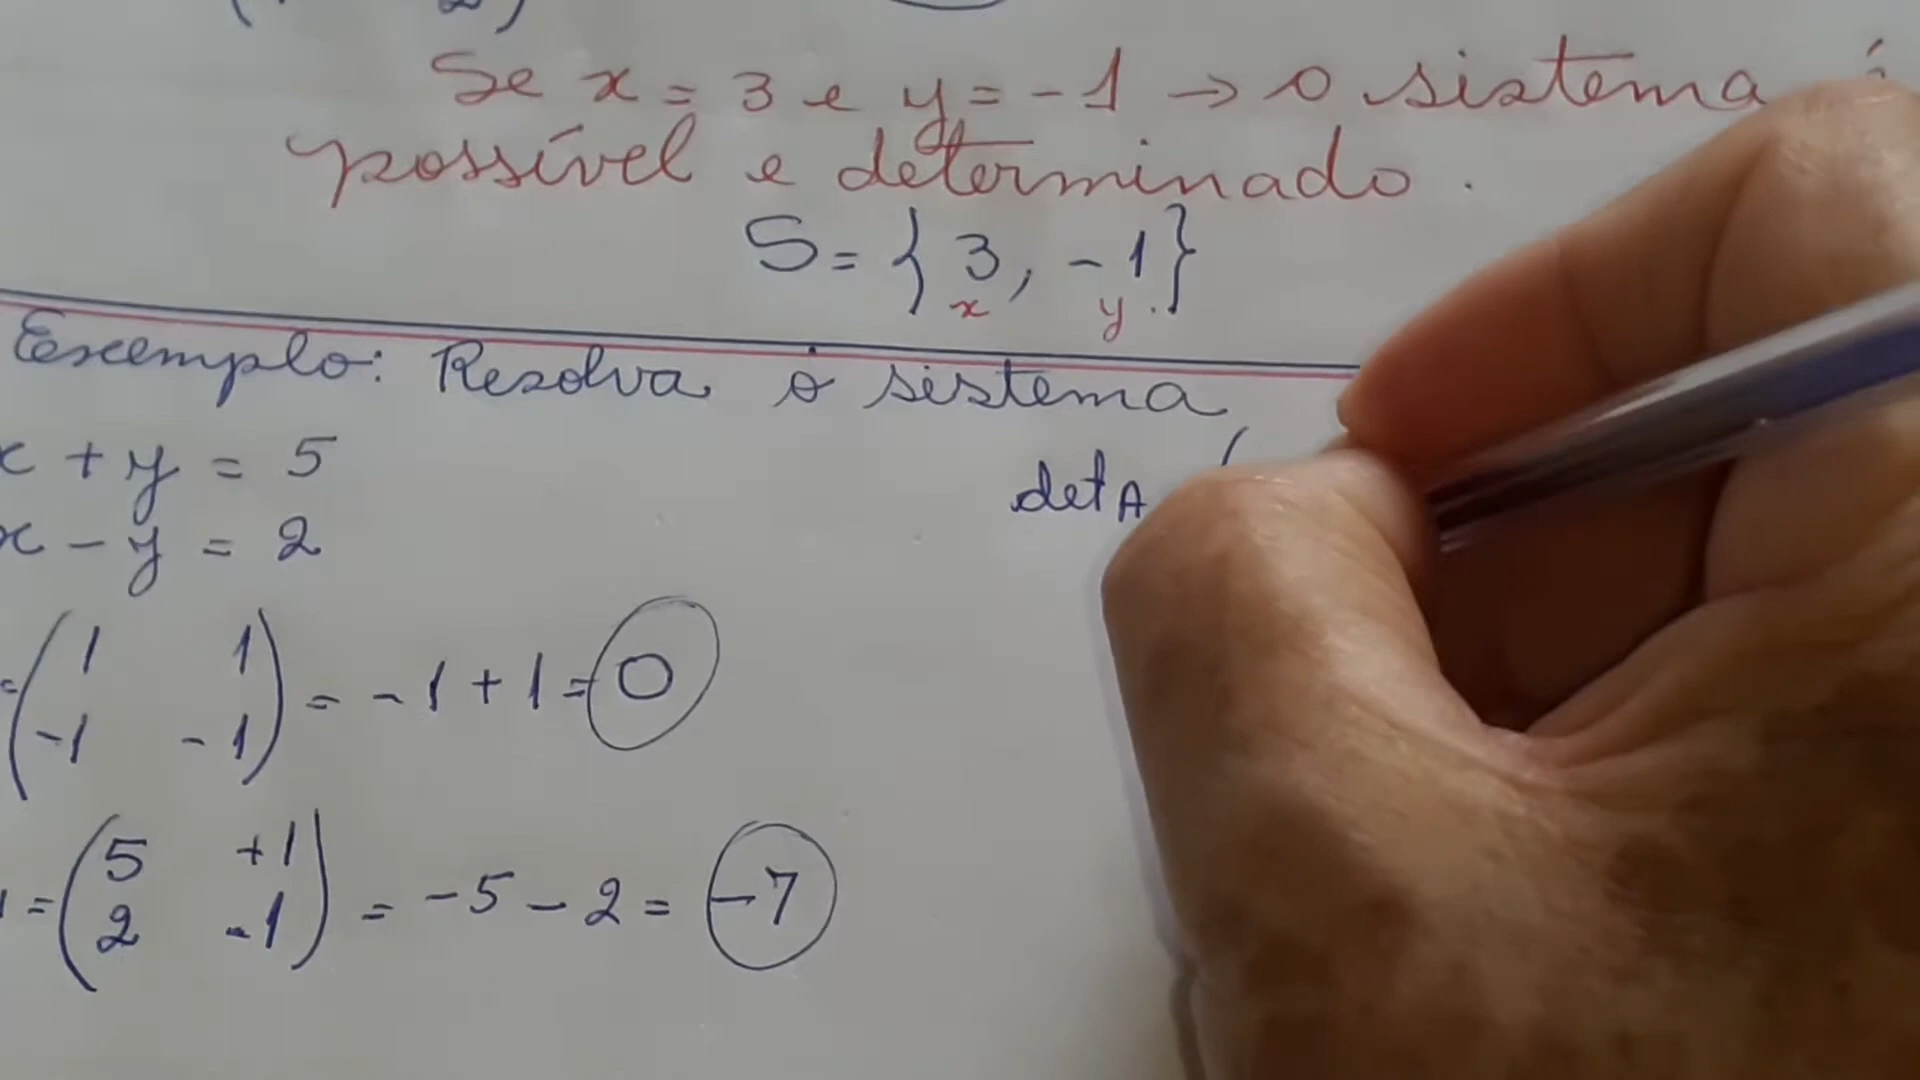 Se x = 3 e y = -1 → o sistema é
possível e determinado.
S = {3, -1}
x y
Exemplo: Resolva o sistema
x + y = 5
x - y = 2
detA (
= (1 1
-1 -1) = -1 + 1 = 0
1 = (5 +1
2 -1) = -5 - 2 = -7